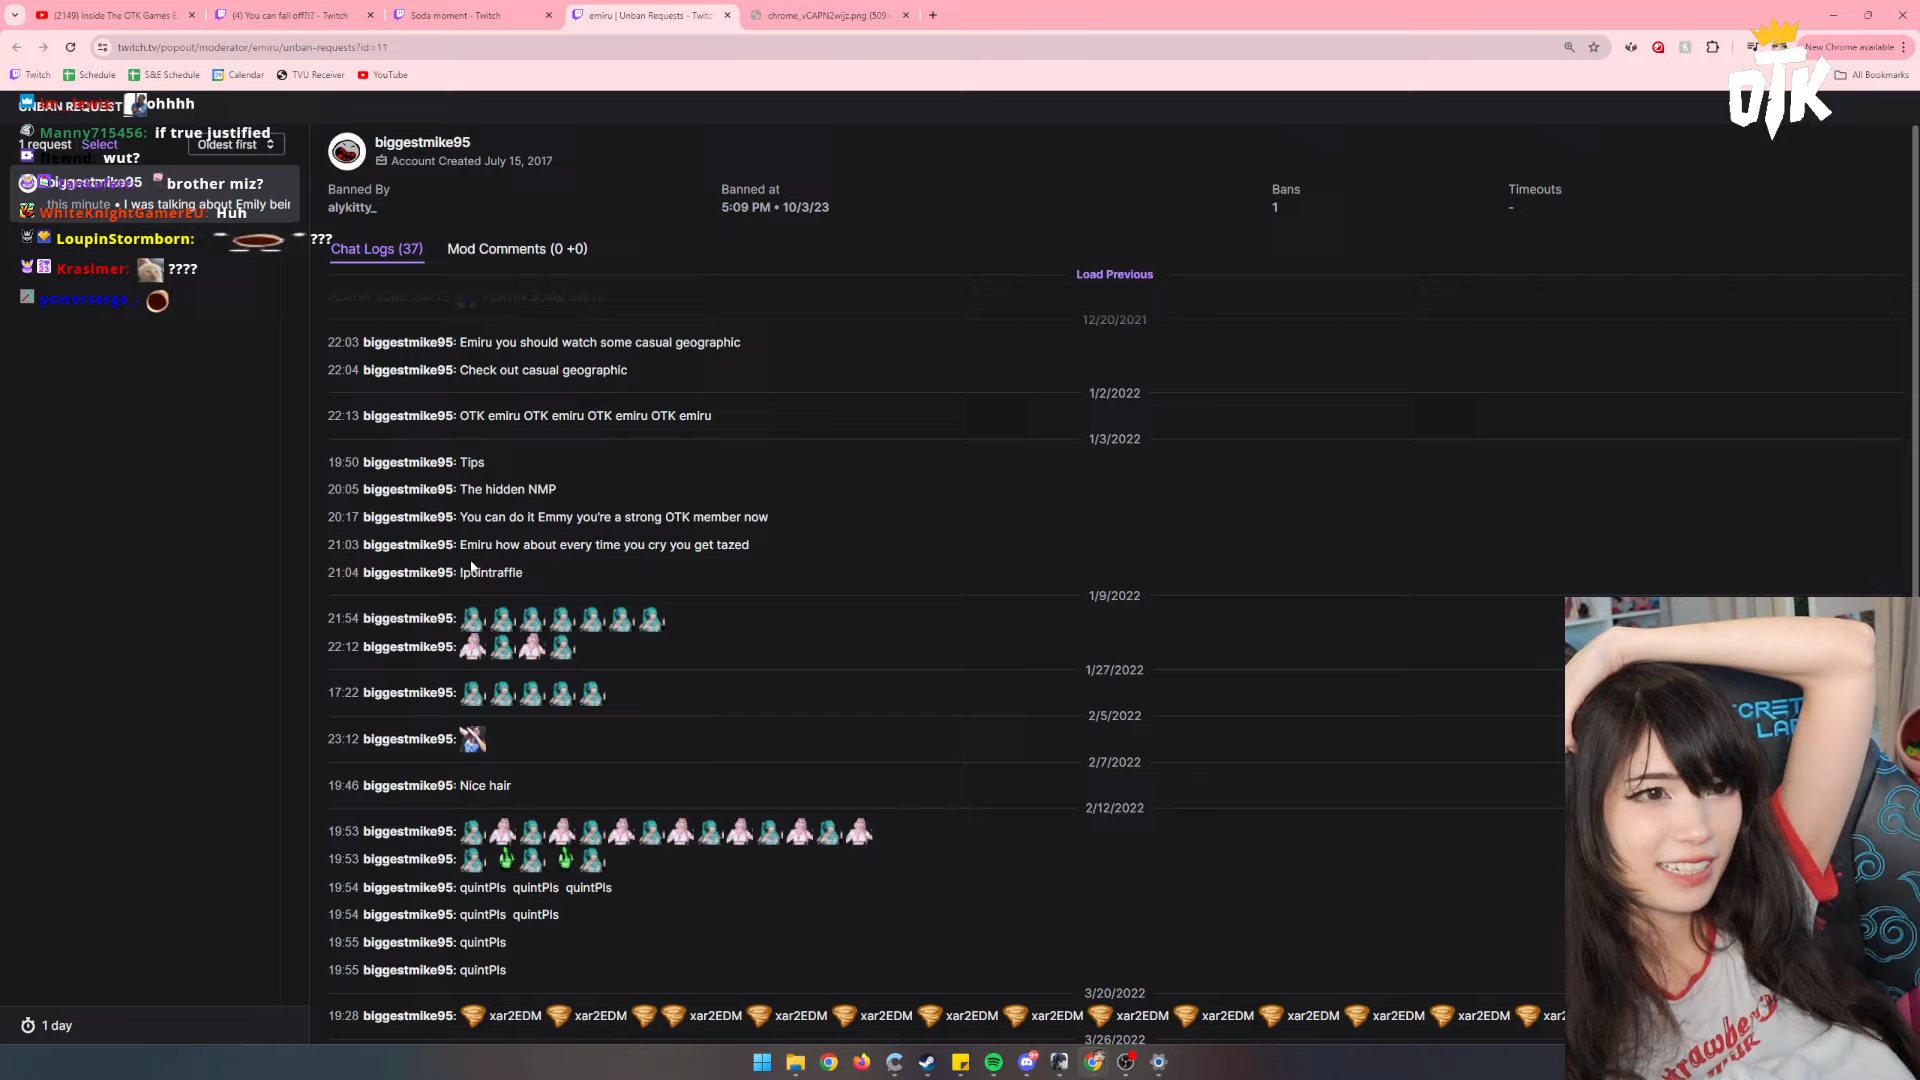 (2149) Inside The OTK Games E
(4) You can fall off?!? - Twitch
Soda moment - Twitch
emiru | Unban Requests - Twitc
chrome_vCAPN2wijz.png (509
twitch.tv/popout/moderator/emiru/unban-requests?id=11
New Chrome available
Twitch
Schedule
S&E Schedule
Calendar
TVU Receiver
YouTube
All Bookmarks
OTK
UNBAN REQUEST
ohhhh
Manny715456: if true justified
1 request
Select
Oldest first
flewnd: wut?
biggestmike95
brother miz?
this minute • I was talking about Emily bein
WhiteKnightGamerEU: Huh
LoupinStormborn: ???
Krasimer: ????
powerserge_:
1 day
biggestmike95
Account Created July 15, 2017
Banned By
alykitty_
Banned at
5:09 PM • 10/3/23
Bans
1
Timeouts
-
Chat Logs (37)
Mod Comments (0 +0)
Load Previous
12/20/2021
22:03 biggestmike95: Emiru you should watch some casual geographic
22:04 biggestmike95: Check out casual geographic
1/2/2022
22:13 biggestmike95: OTK emiru OTK emiru OTK emiru OTK emiru
1/3/2022
19:50 biggestmike95: Tips
20:05 biggestmike95: The hidden NMP
20:17 biggestmike95: You can do it Emmy you're a strong OTK member now
21:03 biggestmike95: Emiru how about every time you cry you get tazed
21:04 biggestmike95: !pointraffle
1/9/2022
21:54 biggestmike95:
22:12 biggestmike95:
1/27/2022
17:22 biggestmike95:
2/5/2022
23:12 biggestmike95:
2/7/2022
19:46 biggestmike95: Nice hair
2/12/2022
19:53 biggestmike95:
19:53 biggestmike95:
19:54 biggestmike95: quintPls quintPls quintPls
19:54 biggestmike95: quintPls quintPls
19:55 biggestmike95: quintPls
19:55 biggestmike95: quintPls
3/20/2022
19:28 biggestmike95: xar2EDM xar2EDM xar2EDM xar2EDM xar2EDM xar2EDM xar2EDM xar2EDM xar2EDM xar2EDM xar2EDM xar2EDM xar2
3/26/2022